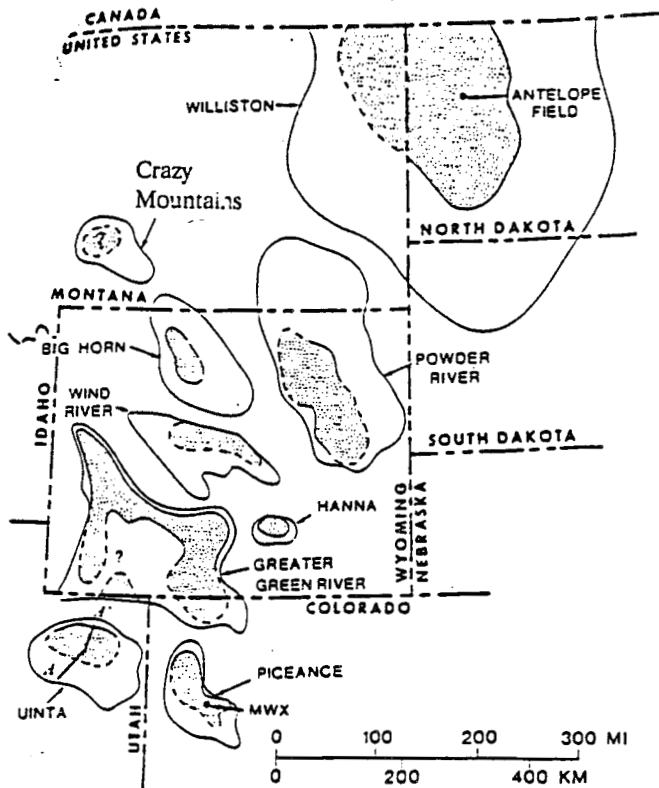 CANADA
UNITED STATES
WILLISTON
ANTELOPE
FIELD
Crazy
Mountains
?
NORTH DAKOTA
MONTANA
BIG HORN
POWDER
RIVER
WIND
RIVER
IDAHO
SOUTH DAKOTA
HANNA
WYOMING
NEBRASKA
?
GREATER
GREEN RIVER
COLORADO
PICEANCE
MWX
UINTA
UTAH
0 100 200 300 MI
0 200 400 KM